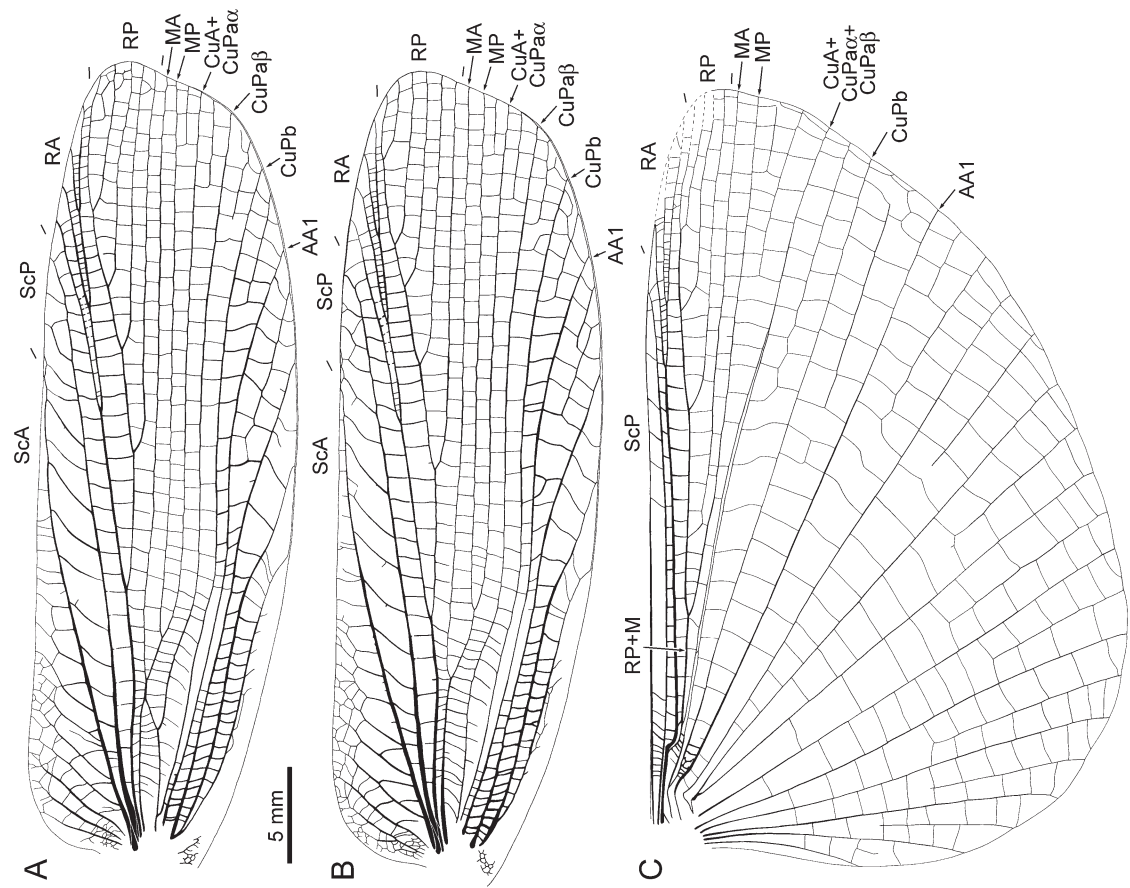 A
ScA
ScP
RA
RP
MA
MP
CuA+
CuPaα
CuPaβ
CuPb
AA1
5 mm
B
ScA
ScP
RA
RP
MA
MP
CuA+
CuPaα
CuPaβ
CuPb
AA1
C
RP+M
ScP
RA
RP
MA
MP
CuA+
CuPaα+
CuPaβ
CuPb
AA1